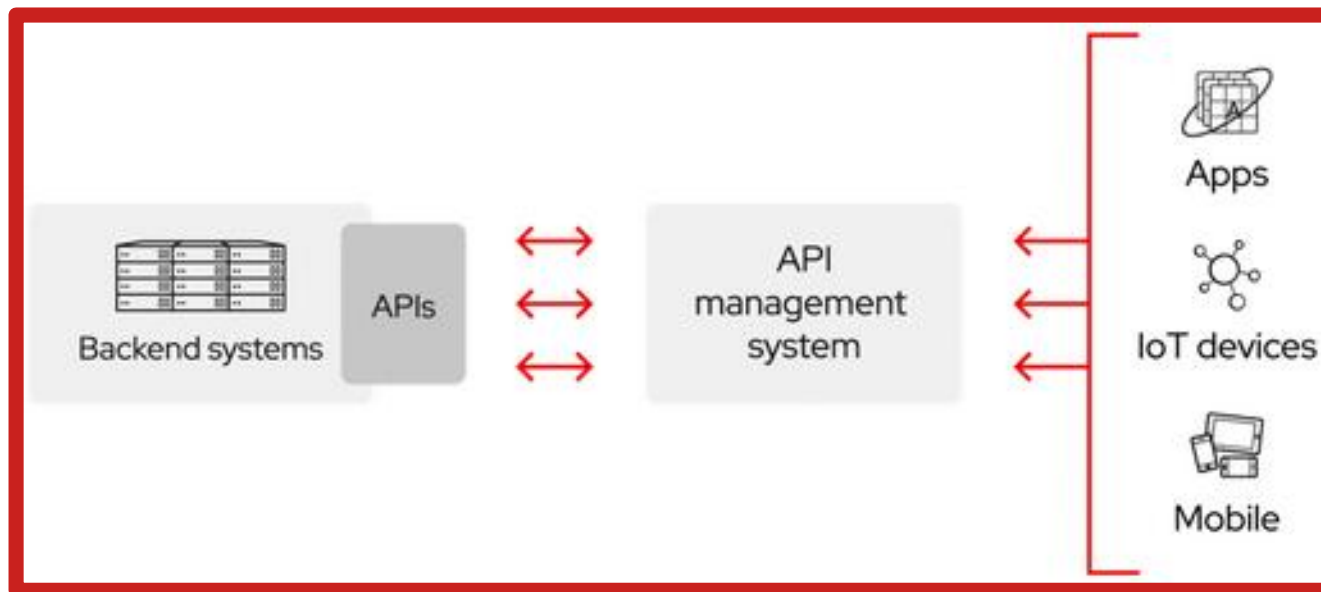 Backend systems
APIs
API
management
system
A
Apps
IoT devices
Mobile